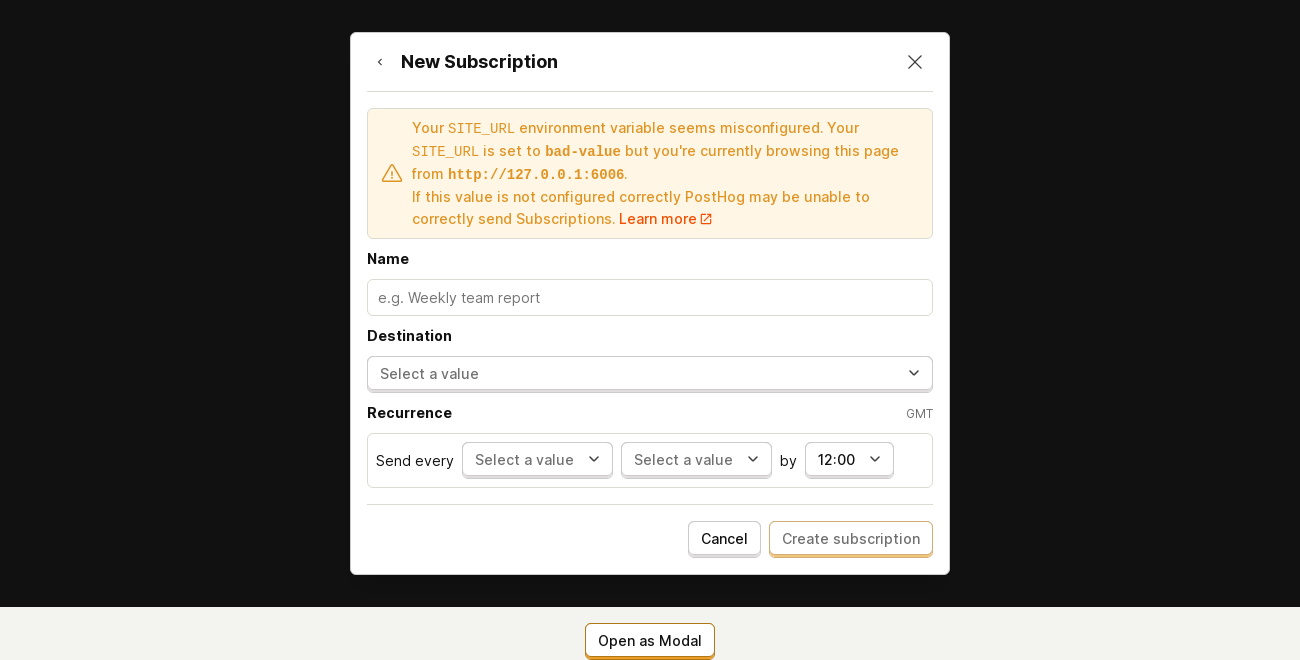 New Subscription
Your SITE_URL environment variable seems misconfigured. Your
SITE_URL is set to bad-value but you're currently browsing this page
from http://127.0.0.1:6006.
If this value is not configured correctly PostHog may be unable to
correctly send Subscriptions. Learn more
Name
e.g. Weekly team report
Destination
Select a value
Recurrence GMT
Send every Select a value Select a value by 12:00
Cancel Create subscription
Open as Modal